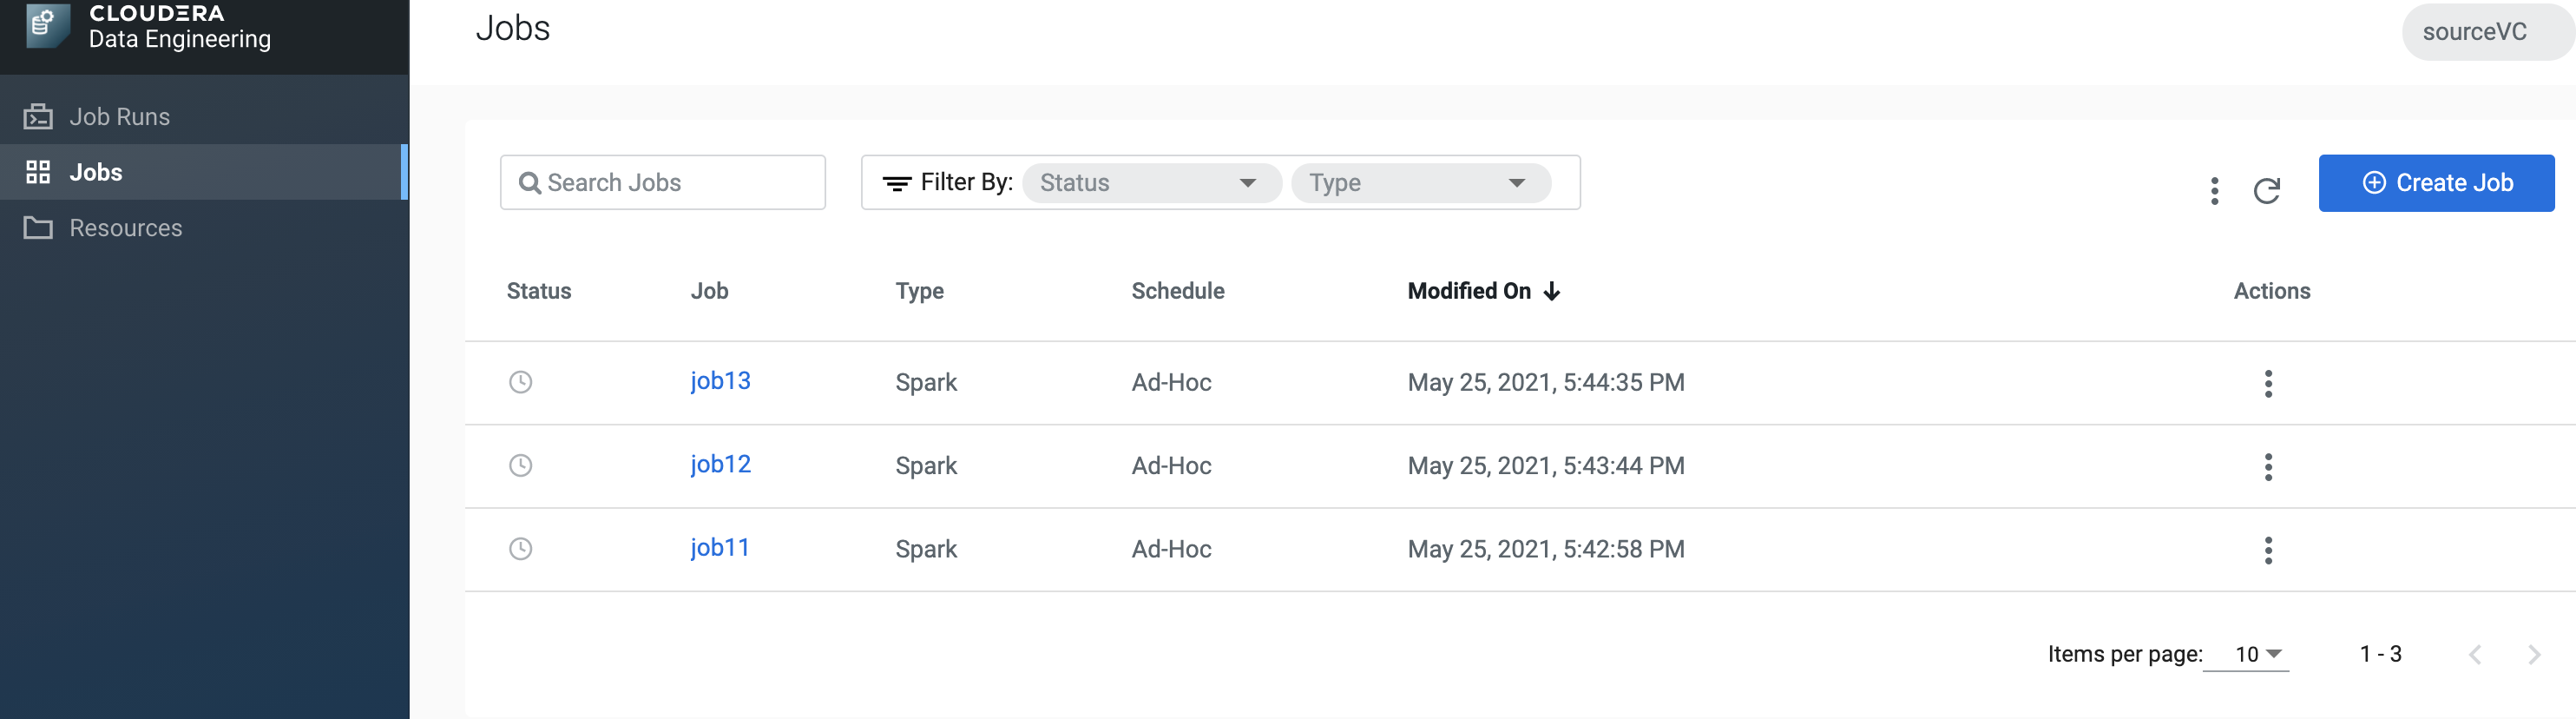 CLOUDERA
Data Engineering
Job Runs
Jobs
Resources
Jobs
sourceVC
Search Jobs
Filter By: Status Type
Create Job
Status Job Type Schedule Modified On Actions
job13 Spark Ad-Hoc May 25, 2021, 5:44:35 PM
job12 Spark Ad-Hoc May 25, 2021, 5:43:44 PM
job11 Spark Ad-Hoc May 25, 2021, 5:42:58 PM
Items per page: 10 1 - 3